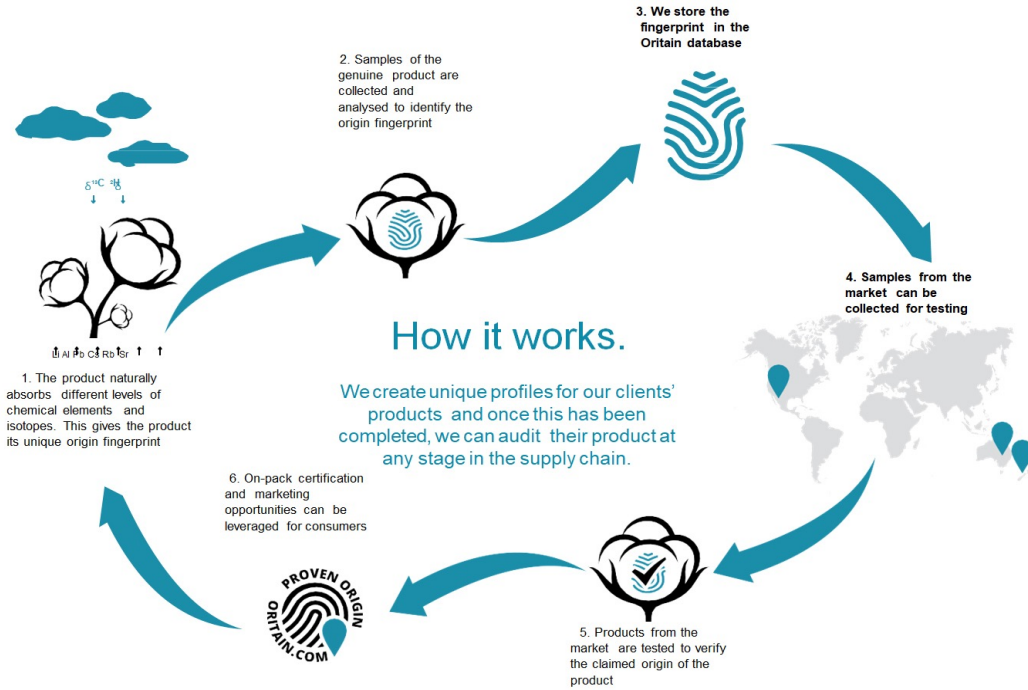 3. We store the
fingerprint in the
Oritain database
2. Samples of the
genuine product are
collected and
analysed to identify the
origin fingerprint
δ¹³C ²H
4. Samples from the
market can be
collected for testing
How it works.
Li Al Pb Cs Rb Sr
1. The product naturally
absorbs different levels of
chemical elements and
isotopes. This gives the product
its unique origin fingerprint
We create unique profiles for our clients’
products and once this has been
completed, we can audit their product at
any stage in the supply chain.
6. On-pack certification
and marketing
opportunities can be
leveraged for consumers
PROVEN ORIGIN
ORITAIN.COM
5. Products from the
market are tested to verify
the claimed origin of the
product